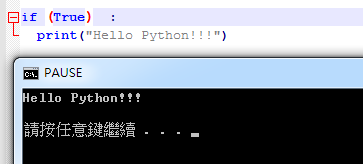 if (True)  :
print("Hello Python!!!")
C:\. PAUSE
Hello Python!!!
請按任意鍵繼續 . . .